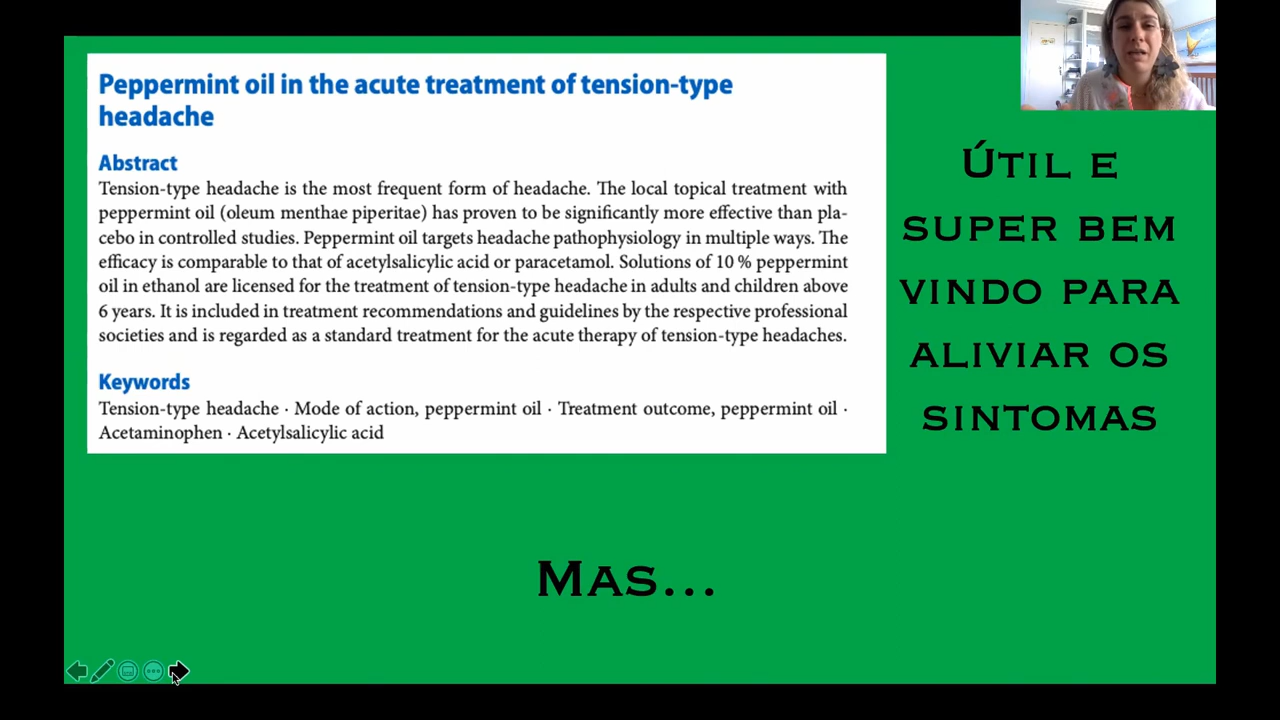 Peppermint oil in the acute treatment of tension-type
headache
Abstract
Tension-type headache is the most frequent form of headache. The local topical treatment with
peppermint oil (oleum menthae piperitae) has proven to be significantly more effective than pla-
cebo in controlled studies. Peppermint oil targets headache pathophysiology in multiple ways. The
efficacy is comparable to that of acetylsalicylic acid or paracetamol. Solutions of 10 % peppermint
oil in ethanol are licensed for the treatment of tension-type headache in adults and children above
6 years. It is included in treatment recommendations and guidelines by the respective professional
societies and is regarded as a standard treatment for the acute therapy of tension-type headaches.
Keywords
Tension-type headache · Mode of action, peppermint oil · Treatment outcome, peppermint oil ·
Acetaminophen · Acetylsalicylic acid
Útil e
super bem
vindo para
aliviar os
sintomas
Mas...